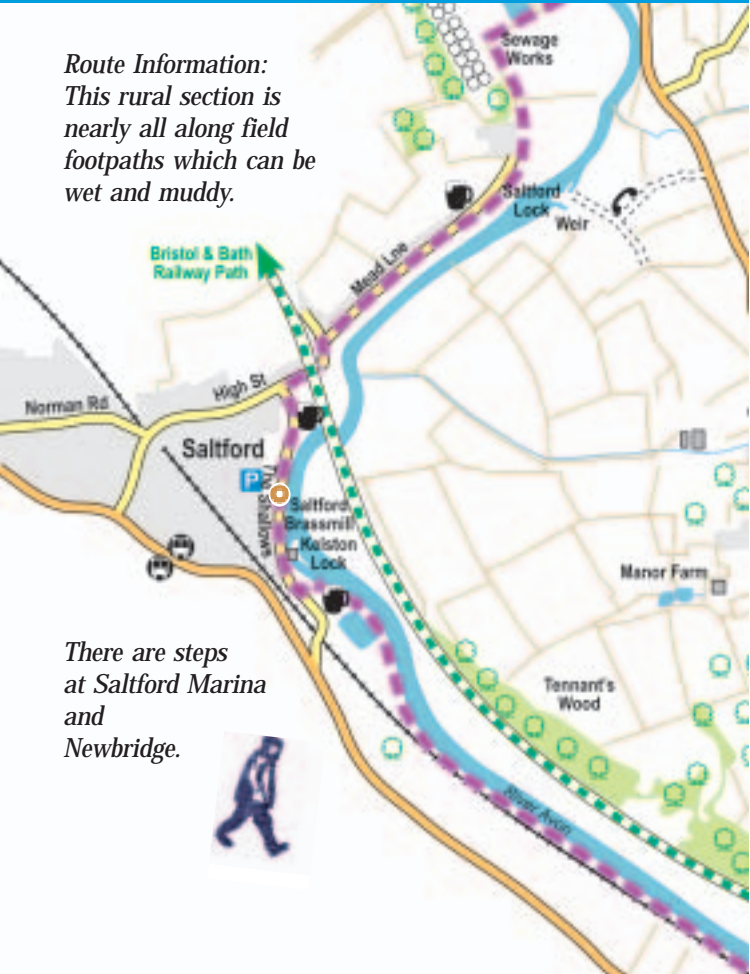 Route Information:
This rural section is
nearly all along field
footpaths which can be
wet and muddy.
Sewage
Works
Saltford
Lock
Weir
Bristol & Bath
Railway Path
Mead Lne
High St
Norman Rd
Saltford
P
The Shallows
Saltford
Brassmill
Kelston
Lock
Manor Farm
Tennant's
Wood
River Avon
There are steps
at Saltford Marina
and
Newbridge.